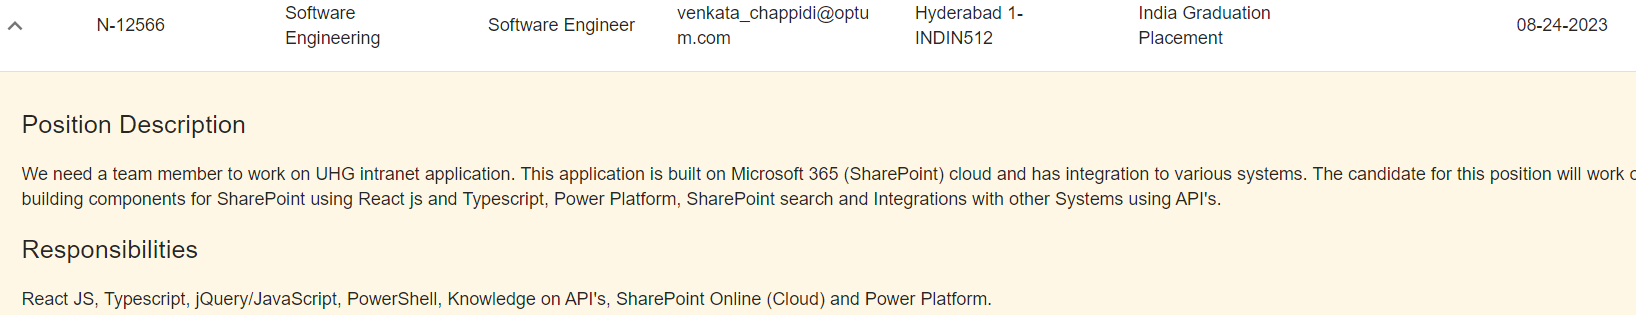 N-12566
Software
Engineering
Software Engineer
venkata_chappidi@optu
m.com
Hyderabad 1-
INDIN512
India Graduation
Placement
08-24-2023
Position Description
We need a team member to work on UHG intranet application. This application is built on Microsoft 365 (SharePoint) cloud and has integration to various systems. The candidate for this position will work
building components for SharePoint using React js and Typescript, Power Platform, SharePoint search and Integrations with other Systems using API's.
Responsibilities
React JS, Typescript, jQuery/JavaScript, PowerShell, Knowledge on API's, SharePoint Online (Cloud) and Power Platform.